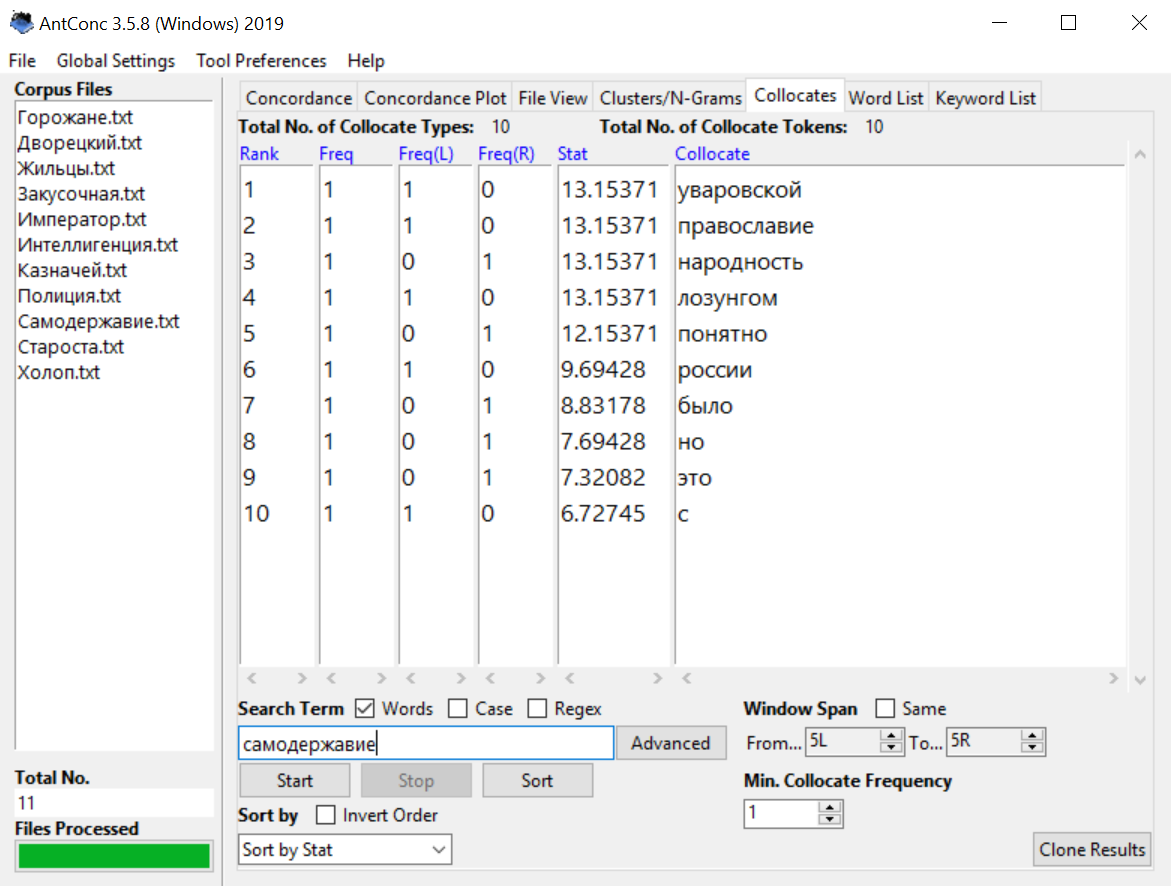 AntConc 3.5.8 (Windows) 2019
File Global Settings Tool Preferences Help
Corpus Files
Горожане.txt
Дворецкий.txt
Жильцы.txt
Закусочная.txt
Император.txt
Интеллигенция.txt
Казначей.txt
Полиция.txt
Самодержавие.txt
Староста.txt
Холоп.txt
Total No.
11
Files Processed
Concordance Concordance Plot File View Clusters/N-Grams Collocates Word List Keyword List
Total No. of Collocate Types: 10 Total No. of Collocate Tokens: 10
Rank Freq Freq(L) Freq(R) Stat Collocate
1 1 1 0 13.15371 уваровской
2 1 1 0 13.15371 православие
3 1 0 1 13.15371 народность
4 1 1 0 13.15371 лозунгом
5 1 0 1 12.15371 понятно
6 1 1 0 9.69428 россии
7 1 0 1 8.83178 было
8 1 0 1 7.69428 но
9 1 0 1 7.32082 это
10 1 1 0 6.72745 с
Search Term Words Case Regex
самодержавие
Advanced
Start Stop Sort
Sort by Invert Order
Sort by Stat
Window Span Same
From... 5L To... 5R
Min. Collocate Frequency
1
Clone Results